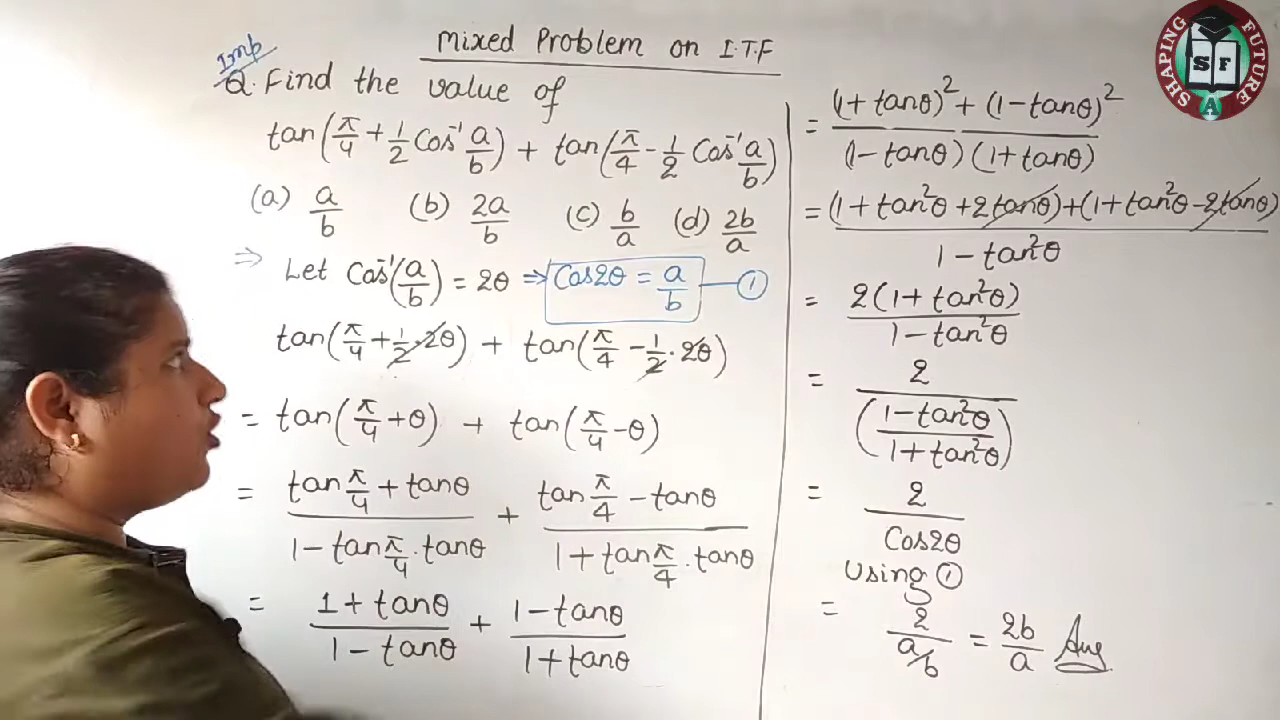 Mixed Problem on I.T.F
Imp
Q. Find the value of
tan(π/4 + 1/2 Cos⁻¹ a/b) + tan(π/4 - 1/2 Cos⁻¹ a/b)
(a) a/b (b) 2a/b (c) b/a (d) 2b/a
⇒ Let Cos⁻¹(a/b) = 2θ ⇒ Cos2θ = a/b — ①
tan(π/4 + 1/2 · 2θ) + tan(π/4 - 1/2 · 2θ)
= tan(π/4 + θ) + tan(π/4 - θ)
= (tan π/4 + tanθ)/(1 - tan π/4 . tanθ) + (tan π/4 - tanθ)/(1 + tan π/4 . tanθ)
= (1 + tanθ)/(1 - tanθ) + (1 - tanθ)/(1 + tanθ)
= ((1 + tanθ)² + (1 - tanθ)²)/((1 - tanθ)(1 + tanθ))
= ((1 + tan²θ + 2tanθ) + (1 + tan²θ - 2tanθ))/(1 - tan²θ)
= 2(1 + tan²θ)/(1 - tan²θ)
= 2/((1 - tan²θ)/(1 + tan²θ))
= 2/Cos2θ
Using ①
= 2/(a/b) = 2b/a Ans
SHAPING FUTURE
S F
A